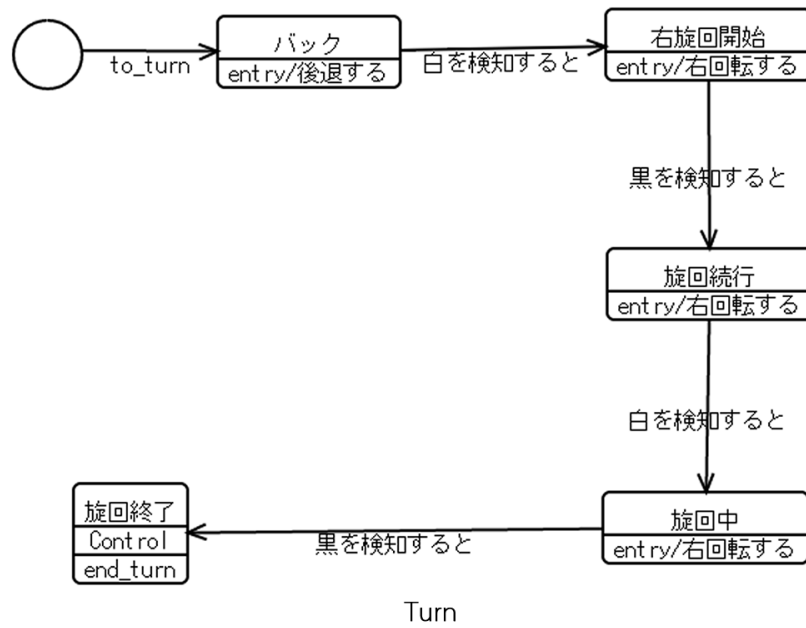 バック
entry/後退する
to_turn
白を検知すると
右旋回開始
entry/右回転する
黒を検知すると
旋回続行
entry/右回転する
白を検知すると
旋回中
entry/右回転する
黒を検知すると
旋回終了
Control
end_turn
Turn